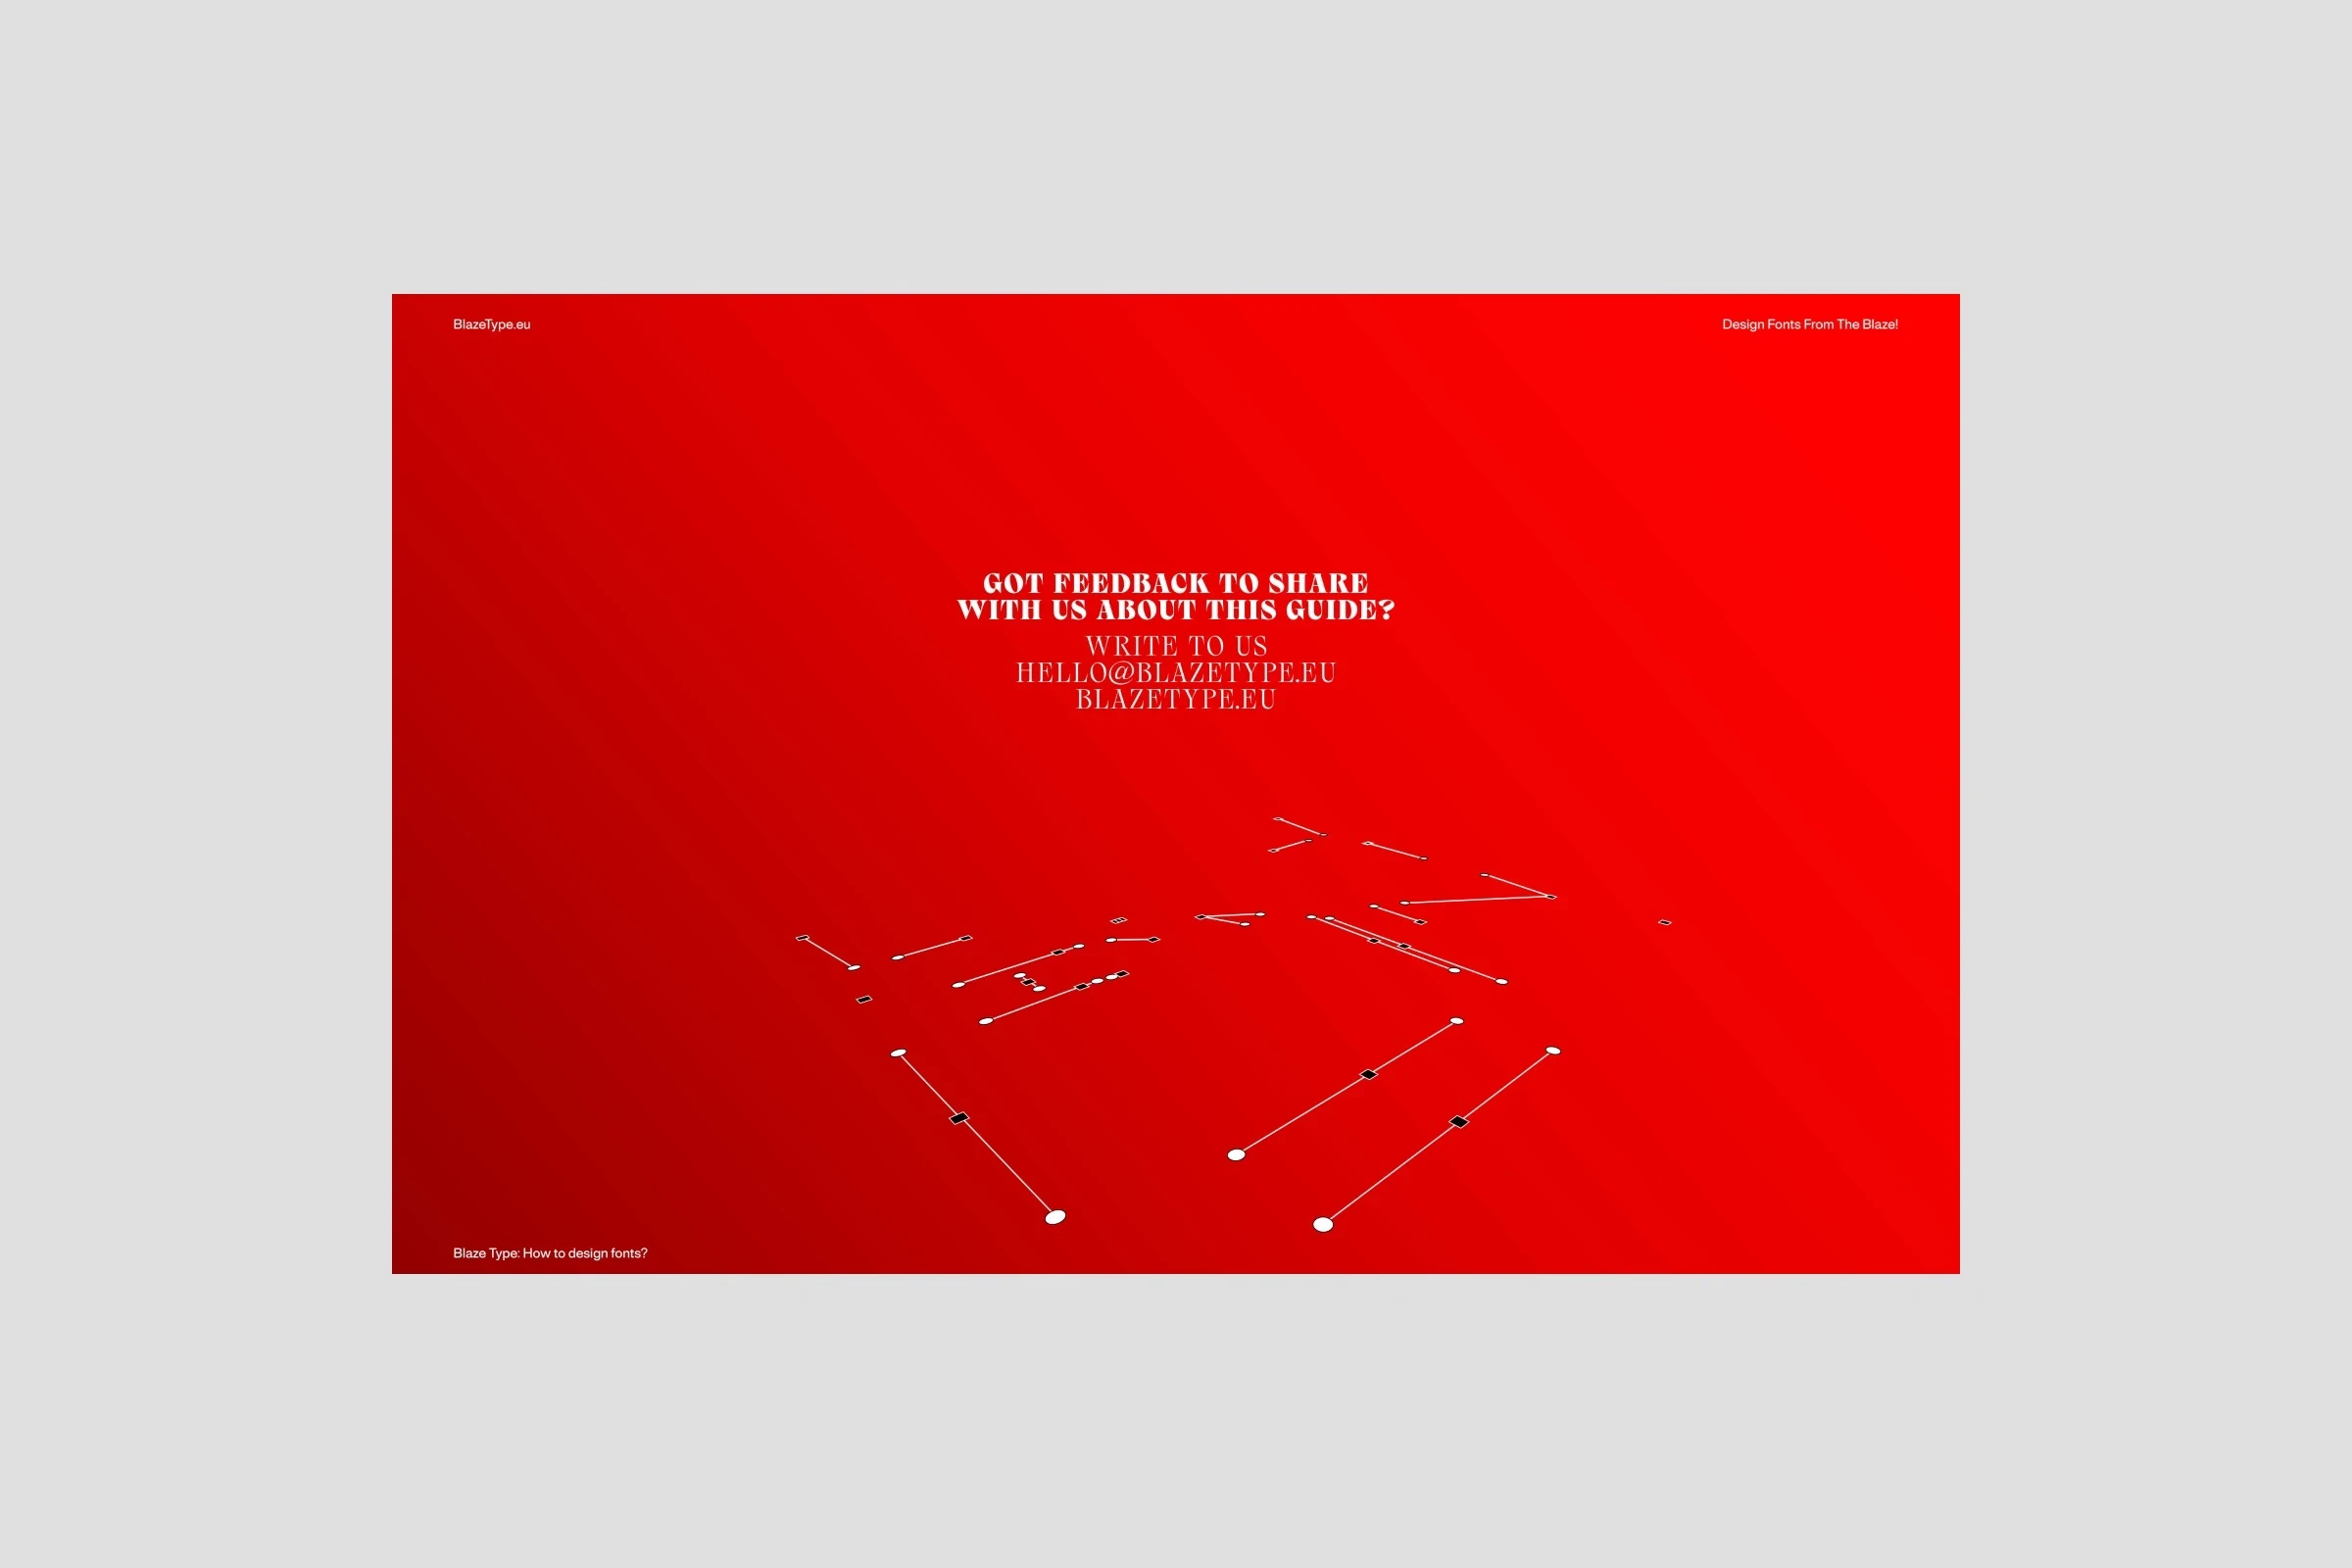 BlazeType.eu
Design Fonts From The Blaze!
GOT FEEDBACK TO SHARE
WITH US ABOUT THIS GUIDE?
WRITE TO US
HELLO@BLAZETYPE.EU
BLAZETYPE.EU
Blaze Type: How to design fonts?